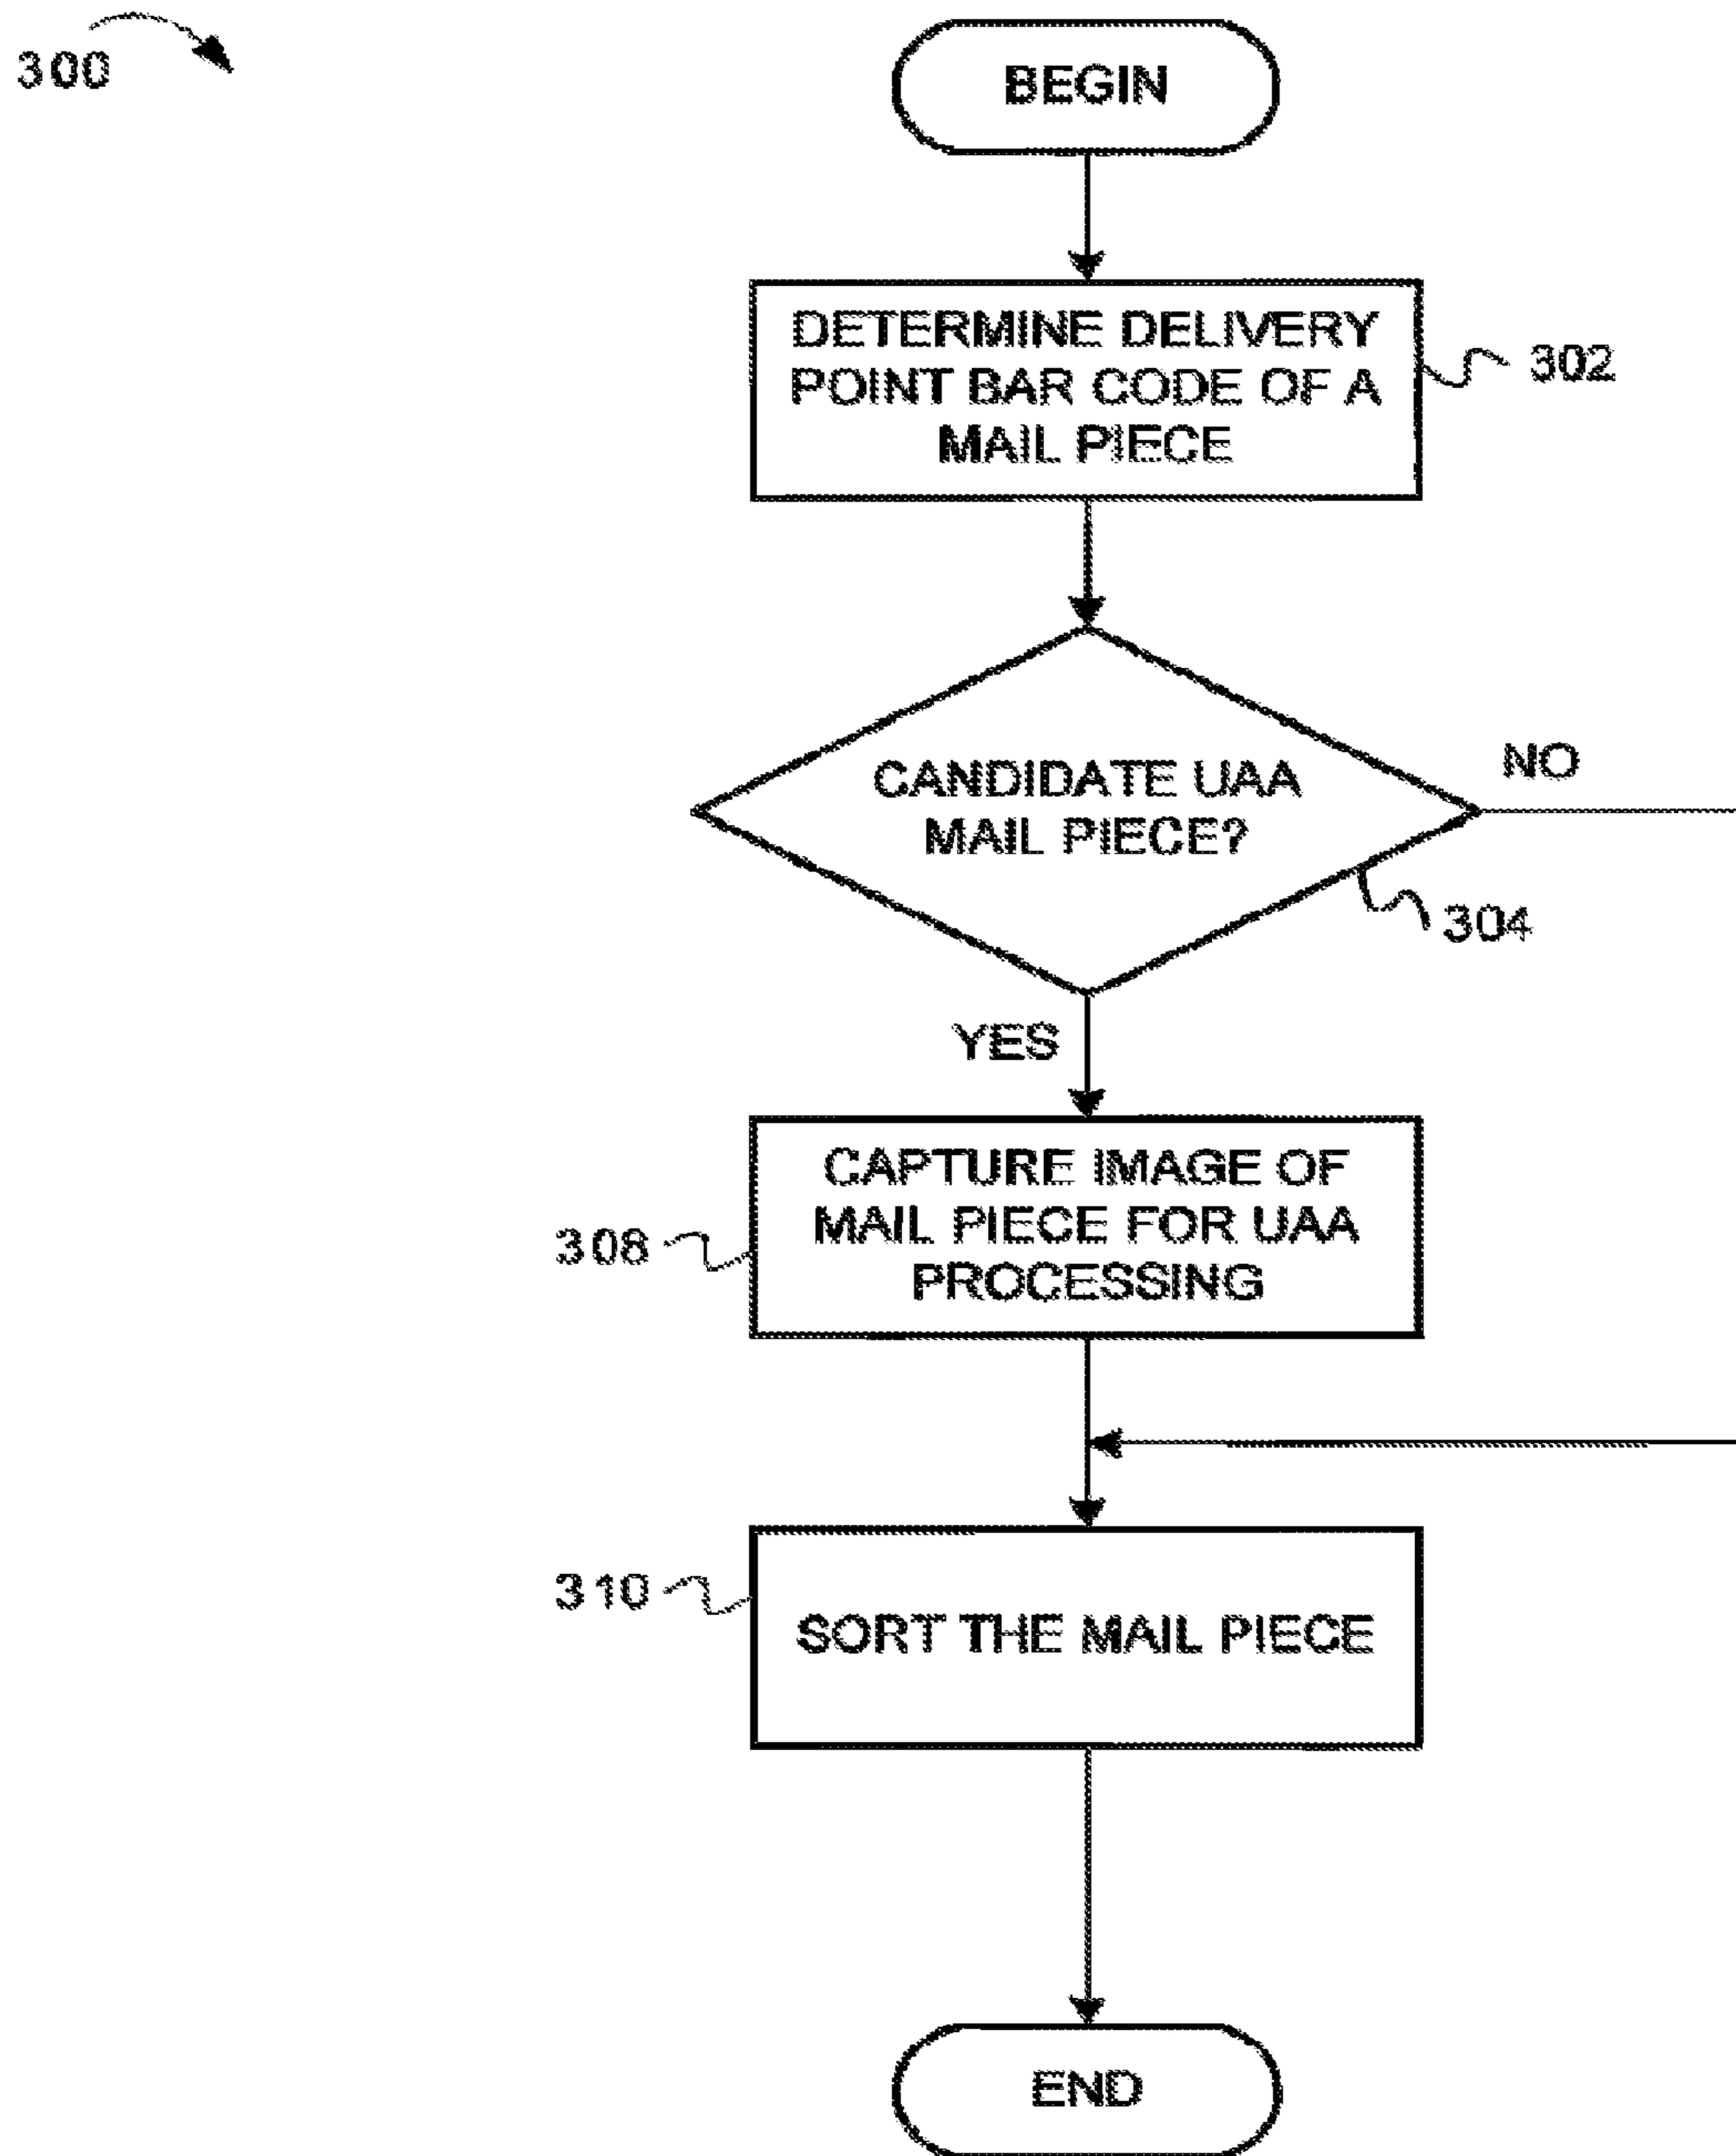 300
BEGIN
DETERMINE DELIVERY
POINT BAR CODE OF A
MAIL PIECE
302
CANDIDATE UAA
MAIL PIECE?
NO
304
YES
CAPTURE IMAGE OF
MAIL PIECE FOR UAA
PROCESSING
308
310
SORT THE MAIL PIECE
END